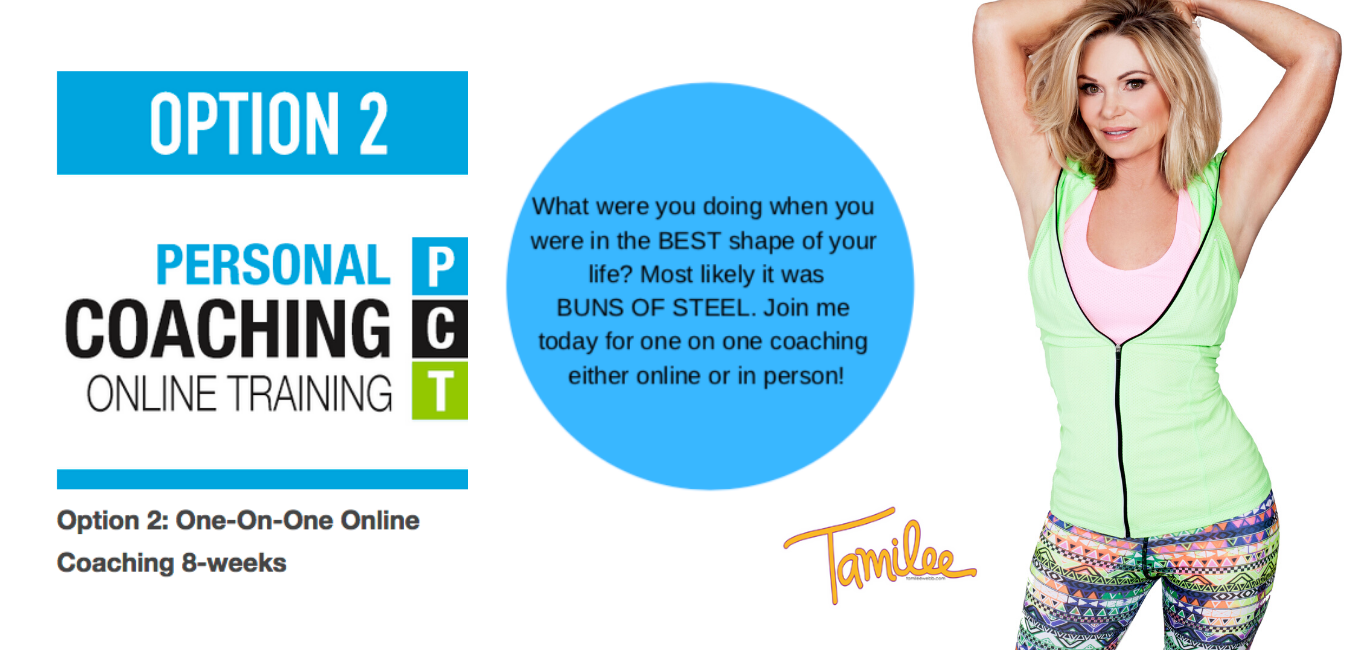 OPTION 2
PERSONAL P
COACHING C
ONLINE TRAINING T
Option 2: One-On-One Online
Coaching 8-weeks
What were you doing when you
were in the BEST shape of your
life? Most likely it was
BUNS OF STEEL. Join me
today for one on one coaching
either online or in person!
Tamilee
tamileewebb.com